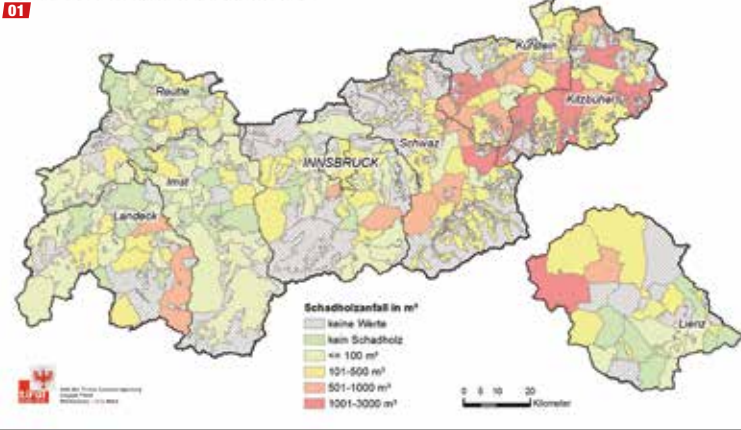 01
Kufstein
Reutte
Kitzbühel
Schwaz
INNSBRUCK
Imst
Landeck
Lienz
Schadholzanfall in m³
keine Werte
kein Schadholz
<= 100 m³
101-500 m³
501-1000 m³
1001-3000 m³
0 5 10 20
Kilometer
tirol